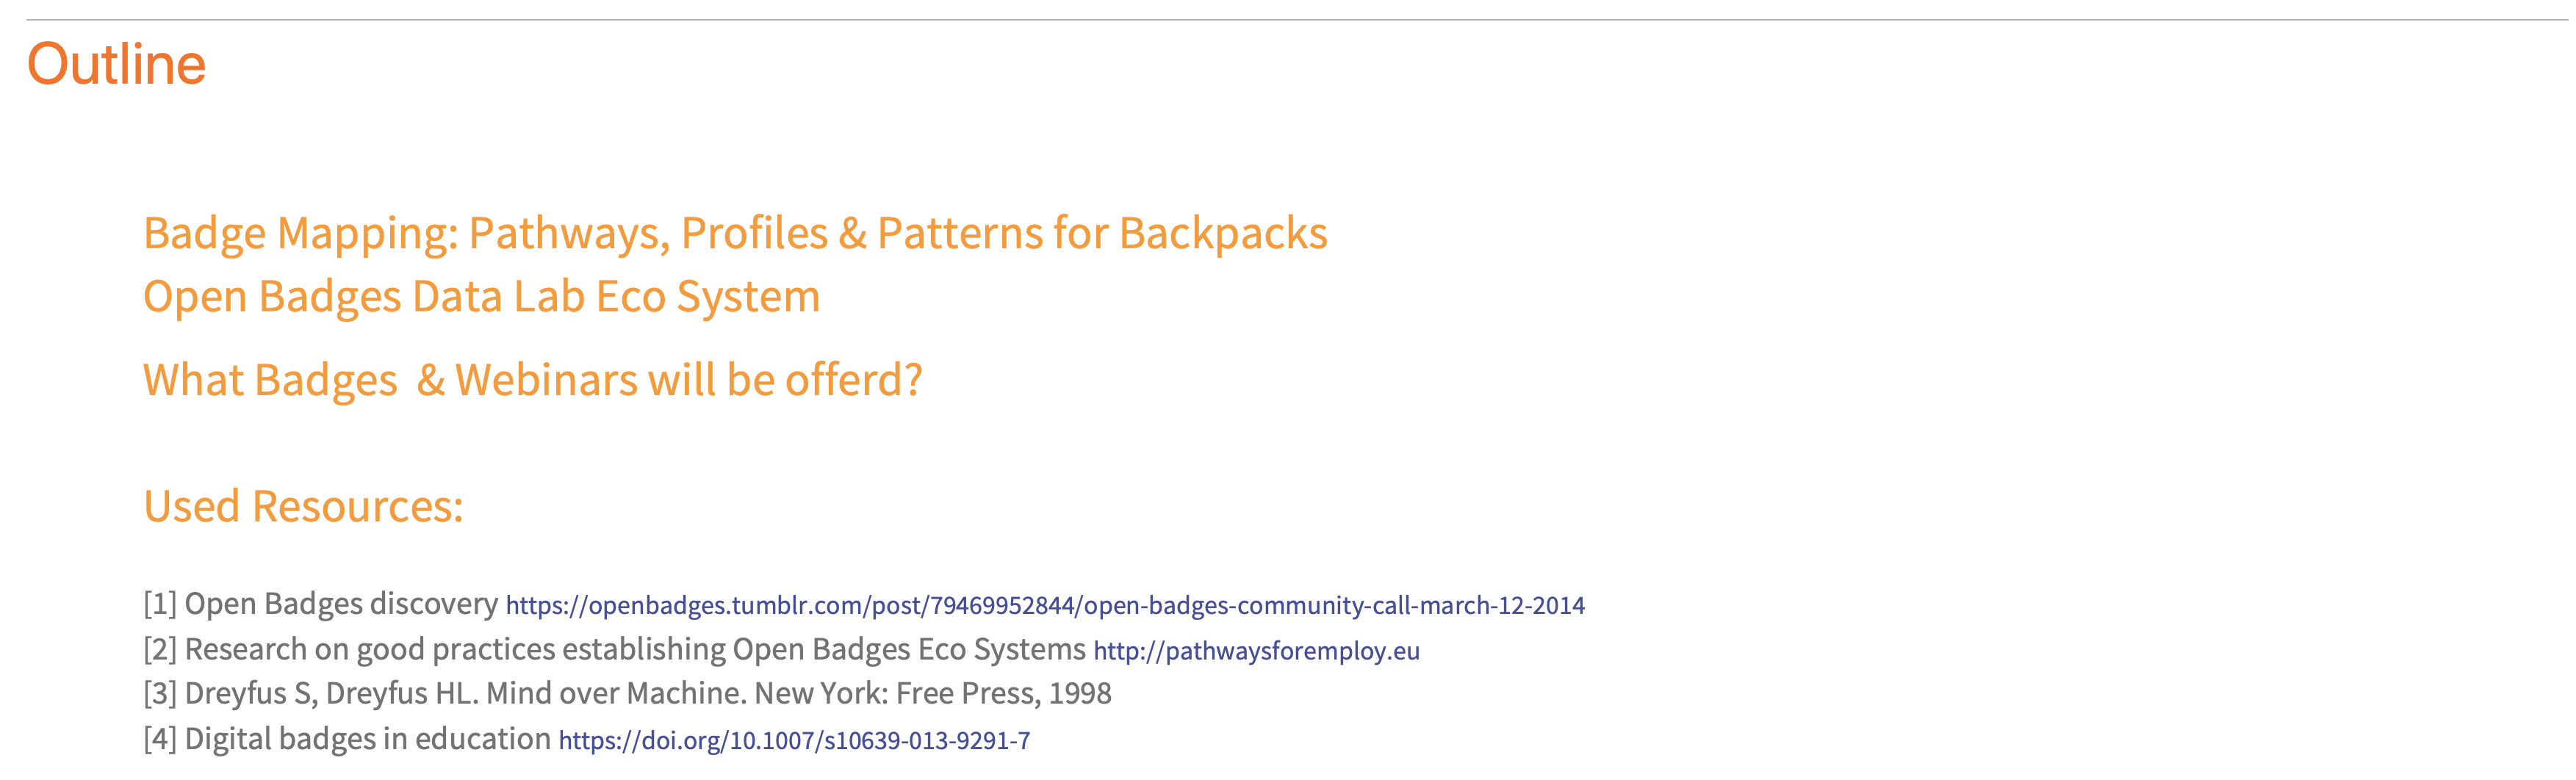 Outline
Badge Mapping: Pathways, Profiles & Patterns for Backpacks
Open Badges Data Lab Eco System
What Badges  & Webinars will be offerd?
Used Resources:
[1] Open Badges discovery https://openbadges.tumblr.com/post/79469952844/open-badges-community-call-march-12-2014
[2] Research on good practices establishing Open Badges Eco Systems http://pathwaysforemploy.eu
[3] Dreyfus S, Dreyfus HL. Mind over Machine. New York: Free Press, 1998
[4] Digital badges in education https://doi.org/10.1007/s10639-013-9291-7